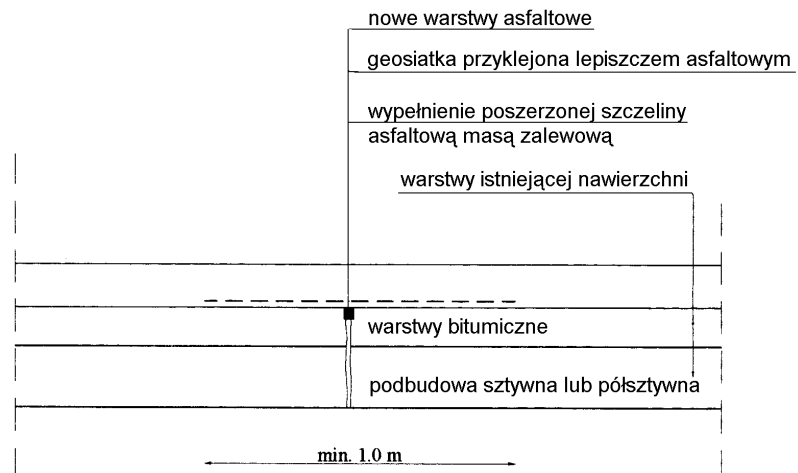 nowe warstwy asfaltowe
geosiatka przyklejona lepiszczem asfaltowym
wypełnienie poszerzonej szczeliny
asfaltową masą zalewową
warstwy istniejącej nawierzchni
warstwy bitumiczne
podbudowa sztywna lub półsztywna
min. 1.0 m